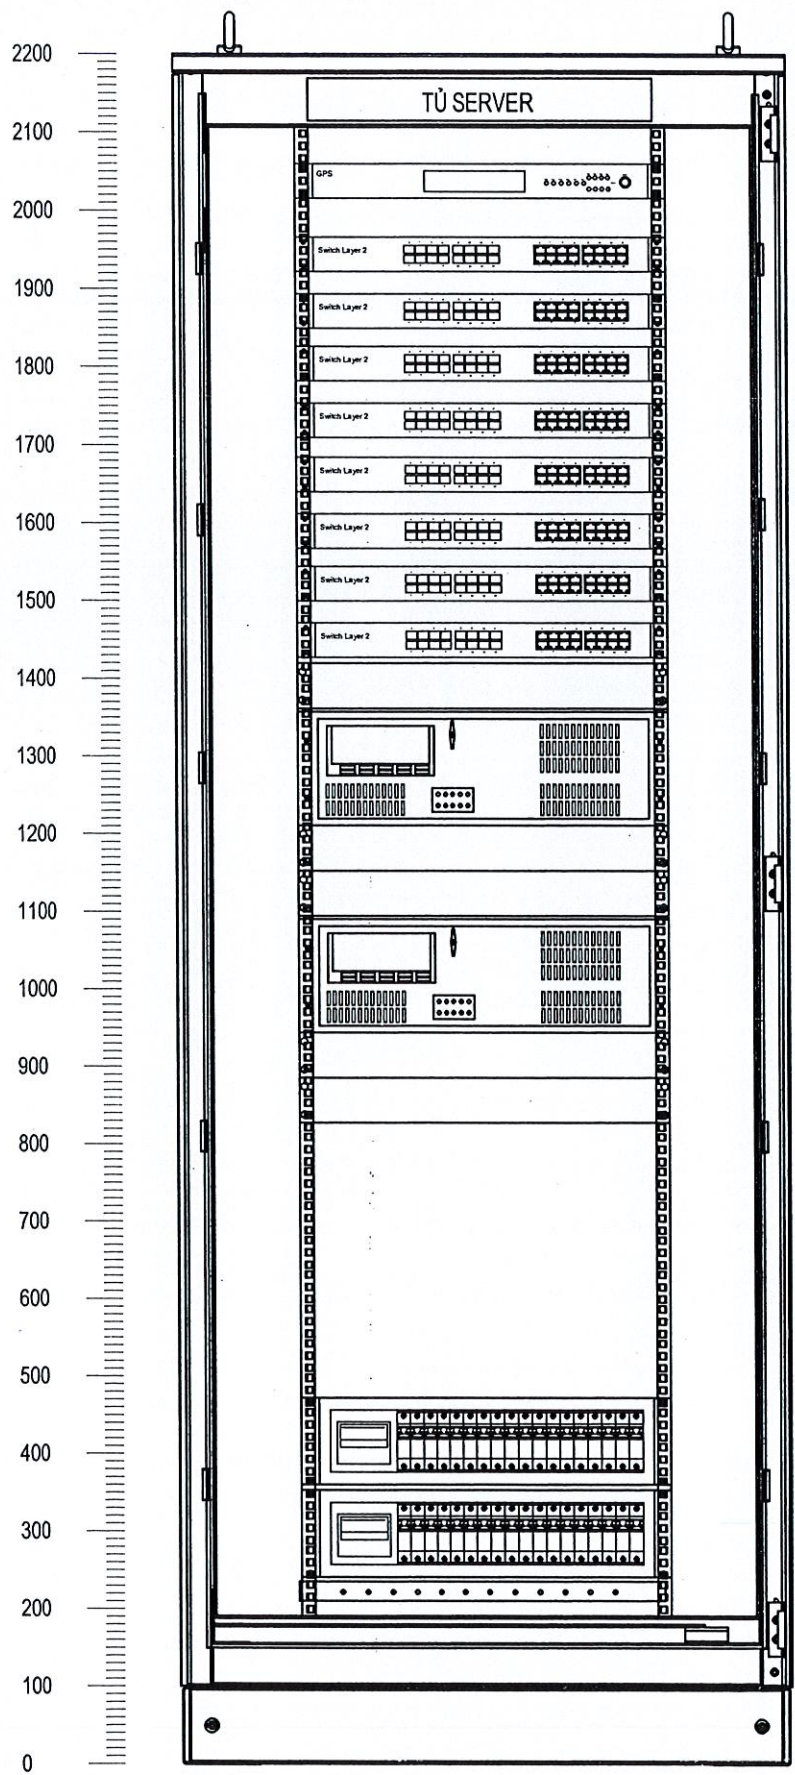 2200
TỦ SERVER
2100
GPS
2000
Switch Layer 2
1900
Switch Layer 2
1800
Switch Layer 2
1700
Switch Layer 2
Switch Layer 2
1600
Switch Layer 2
1500
Switch Layer 2
Switch Layer 2
1400
1300
1200
1100
1000
900
800
700
600
500
400
300
200
100
0